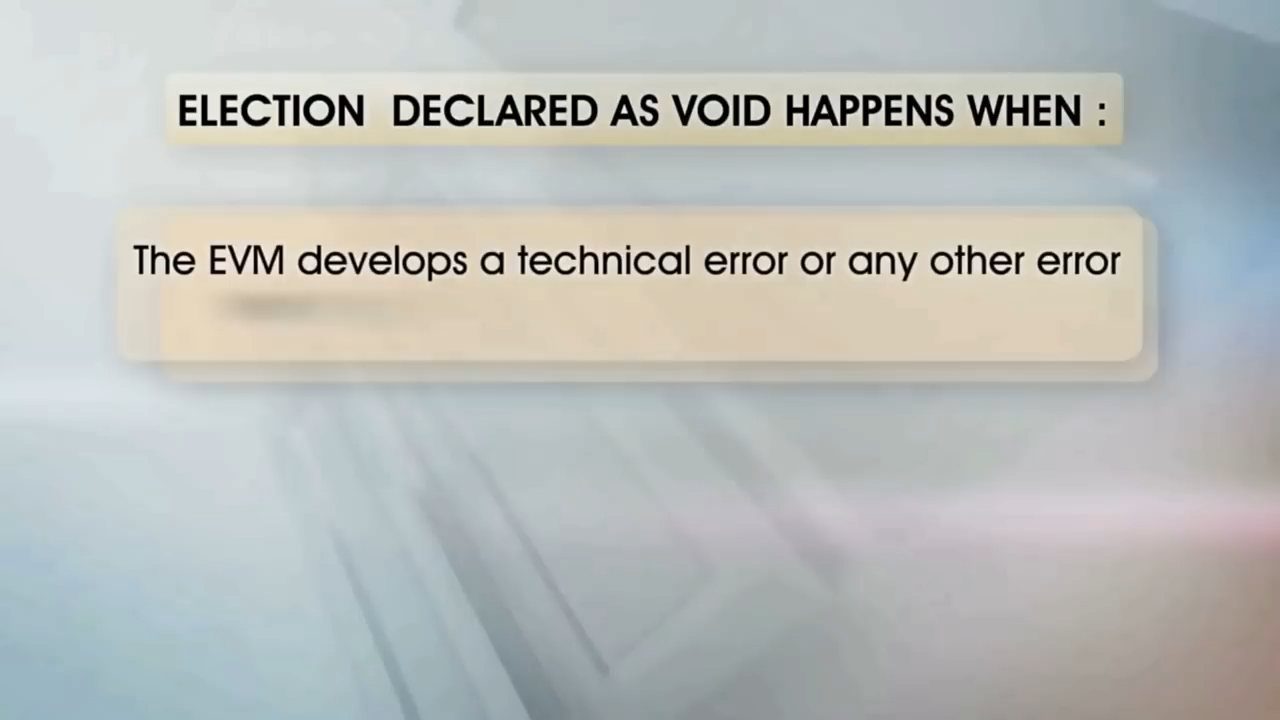 ELECTION DECLARED AS VOID HAPPENS WHEN :
The EVM develops a technical error or any other error